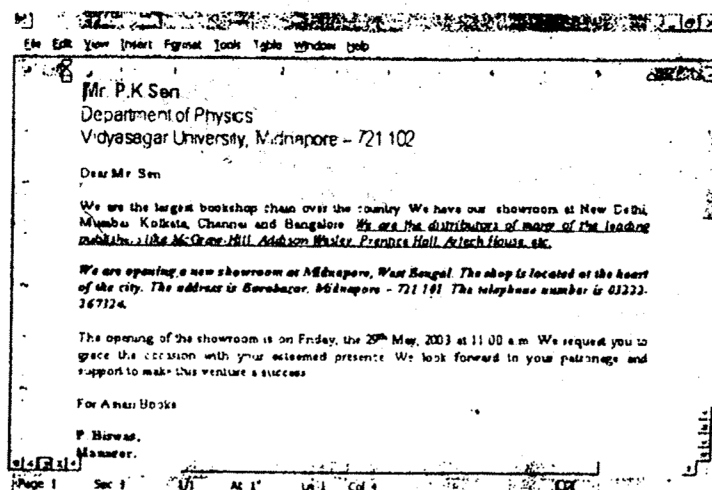 File Edit View Insert Format Tools Table Window Help
Mr. P.K Sen
Department of Physics
Vidyasagar University, Midnapore – 721 102
Dear Mr Sen
We are the largest bookshop chain over the country We have our showroom at New Delhi,
Mumbai Kolkata, Channai and Bangalore We are the distributors of many of the leading
publishers like McGraw-Hill, Addison Wesley, Prentice Hall, Artech House, etc.
We are opening a new showroom at Midnapore, West Bengal. The shop is located at the heart
of the city. The address is Barabazar, Midnapore – 721 101 The telephone number is 03222-
267324.
The opening of the showroom is on Friday, the 29th May, 2003 at 11 00 a.m We request you to
grace the occasion with your esteemed presence We look forward to your patronage and
support to make this venture a success
For Aman Books
P. Biswas,
Manager.
Page 1 Sec 1 1/1 At 1" Ln 1 Col 4